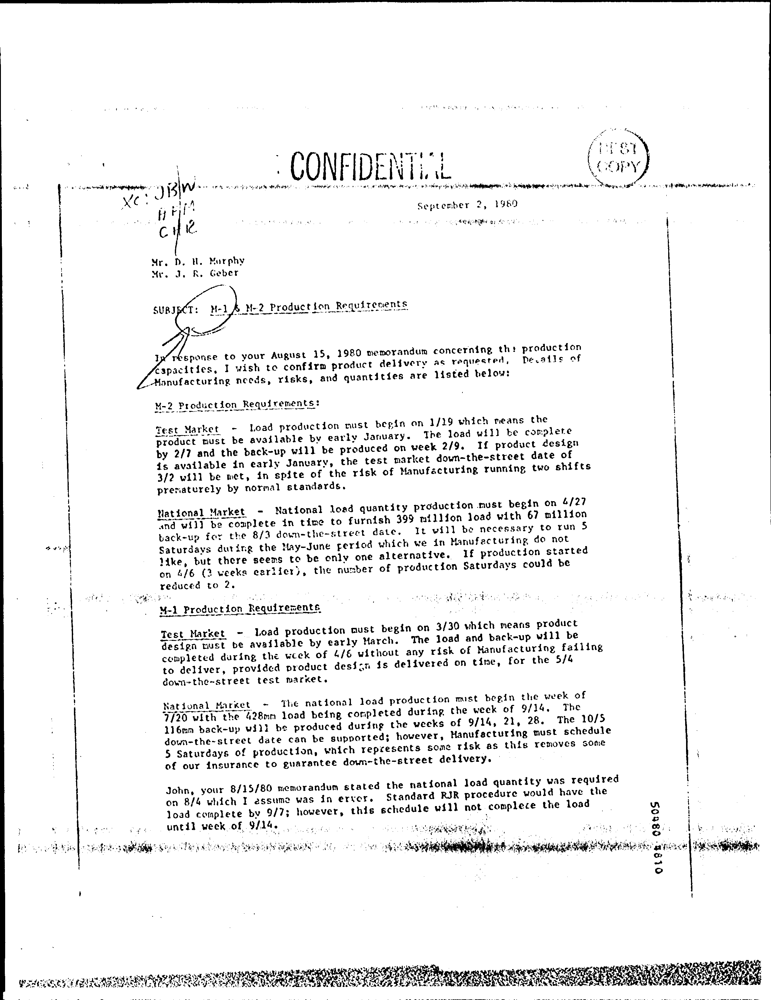 CONFIDENTIAL
BEST
COPY
XC: JBW
September 2, 1980
Mr. D. H. Murphy
Mr. J. R. Geber
SUBJECT: M-1 & M-2 Production Requirements
In response to your August 15, 1980 memorandum concerning the production
capacities, I wish to confirm product delivery as requested. Details of
Manufacturing needs, risks, and quantities are listed below:
M-2 Production Requirements:
Test Market - Load production must begin on 1/19 which means the
product must be available by early January. The load will be complete
by 2/7 and the back-up will be produced on week 2/9. If product design
is available in early January, the test market down-the-street date of
3/2 will be met, in spite of the risk of Manufacturing running two shifts
prematurely by normal standards.
National Market - National load quantity production must begin on 4/27
and will be complete in time to furnish 399 million load with 67 million
back-up for the 8/3 down-the-street date. It will be necessary to run 5
Saturdays during the May-June period which we in Manufacturing do not
like, but there seems to be only one alternative. If production started
on 4/6 (3 weeks earlier), the number of production Saturdays could be
reduced to 2.
M-1 Production Requirements
Test Market - Load production must begin on 3/30 which means product
design must be available by early March. The load and back-up will be
completed during the week of 4/6 without any risk of Manufacturing failing
to deliver, provided product design is delivered on time, for the 5/4
down-the-street test market.
National Market - The national load production must begin the week of
7/20 with the 428mm load being completed during the week of 9/14. The
116mm back-up will be produced during the weeks of 9/14, 21, 28. The 10/5
down-the-street date can be supported; however, Manufacturing must schedule
5 Saturdays of production, which represents some risk as this removes some
of our insurance to guarantee down-the-street delivery.
John, your 8/15/80 memorandum stated the national load quantity was required
on 8/4 which I assume was in error. Standard RJR procedure would have the
load complete by 9/7; however, this schedule will not complete the load
until week of 9/14.